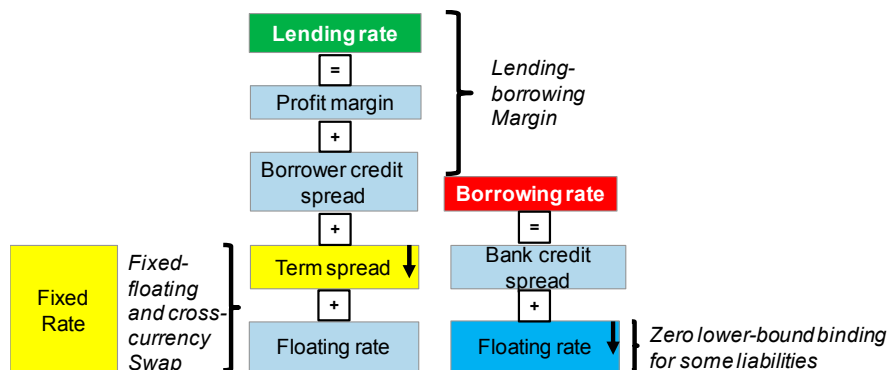 Lending rate
=
Profit margin
+
Borrower credit
spread
+
Term spread
+
Floating rate
Lending-
borrowing
Margin
Borrowing rate
=
Bank credit
spread
+
Floating rate
Fixed
Rate
Fixed-
floating
and cross-
currency
Swap
Zero lower-bound binding
for some liabilities